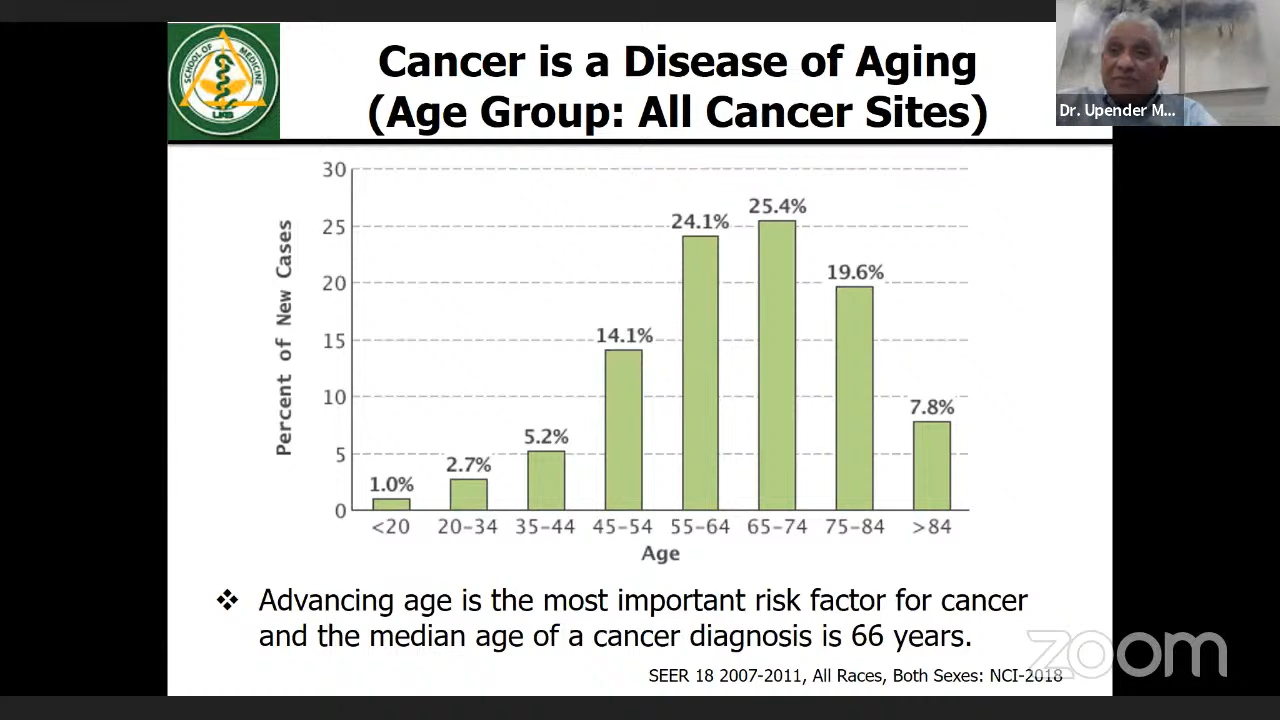 SCHOOL OF MEDICINE
UAB
Cancer is a Disease of Aging
(Age Group: All Cancer Sites)
Dr. Upender M...
Percent of New Cases
30
25
20
15
10
5
0
1.0%
2.7%
5.2%
14.1%
24.1%
25.4%
19.6%
7.8%
<20 20-34 35-44 45-54 55-64 65-74 75-84 >84
Age
❖ Advancing age is the most important risk factor for cancer
and the median age of a cancer diagnosis is 66 years.
zoom
SEER 18 2007-2011, All Races, Both Sexes: NCI-2018